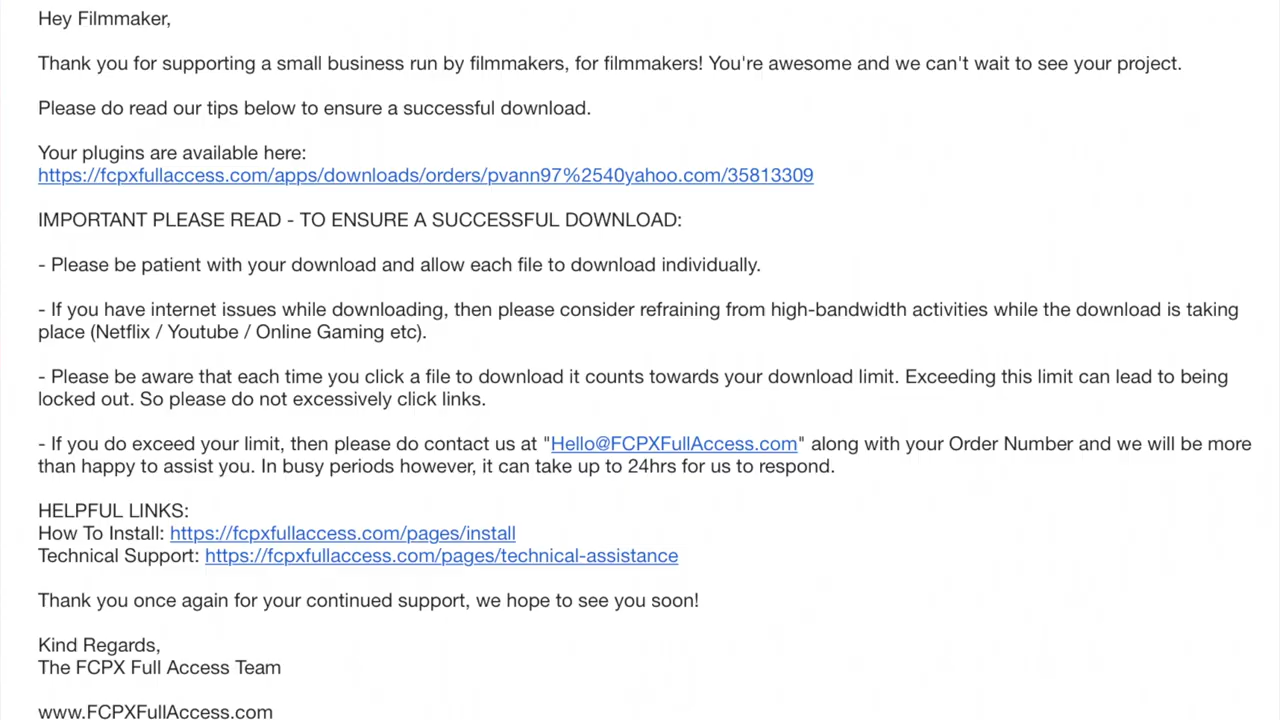 Hey Filmmaker,
Thank you for supporting a small business run by filmmakers, for filmmakers! You're awesome and we can't wait to see your project.
Please do read our tips below to ensure a successful download.
Your plugins are available here:
https://fcpxfullaccess.com/apps/downloads/orders/pvann97%2540yahoo.com/35813309
IMPORTANT PLEASE READ - TO ENSURE A SUCCESSFUL DOWNLOAD:
- Please be patient with your download and allow each file to download individually.
- If you have internet issues while downloading, then please consider refraining from high-bandwidth activities while the download is taking
place (Netflix / Youtube / Online Gaming etc).
- Please be aware that each time you click a file to download it counts towards your download limit. Exceeding this limit can lead to being
locked out. So please do not excessively click links.
- If you do exceed your limit, then please do contact us at "Hello@FCPXFullAccess.com" along with your Order Number and we will be more
than happy to assist you. In busy periods however, it can take up to 24hrs for us to respond.
HELPFUL LINKS:
How To Install: https://fcpxfullaccess.com/pages/install
Technical Support: https://fcpxfullaccess.com/pages/technical-assistance
Thank you once again for your continued support, we hope to see you soon!
Kind Regards,
The FCPX Full Access Team
www.FCPXFullAccess.com